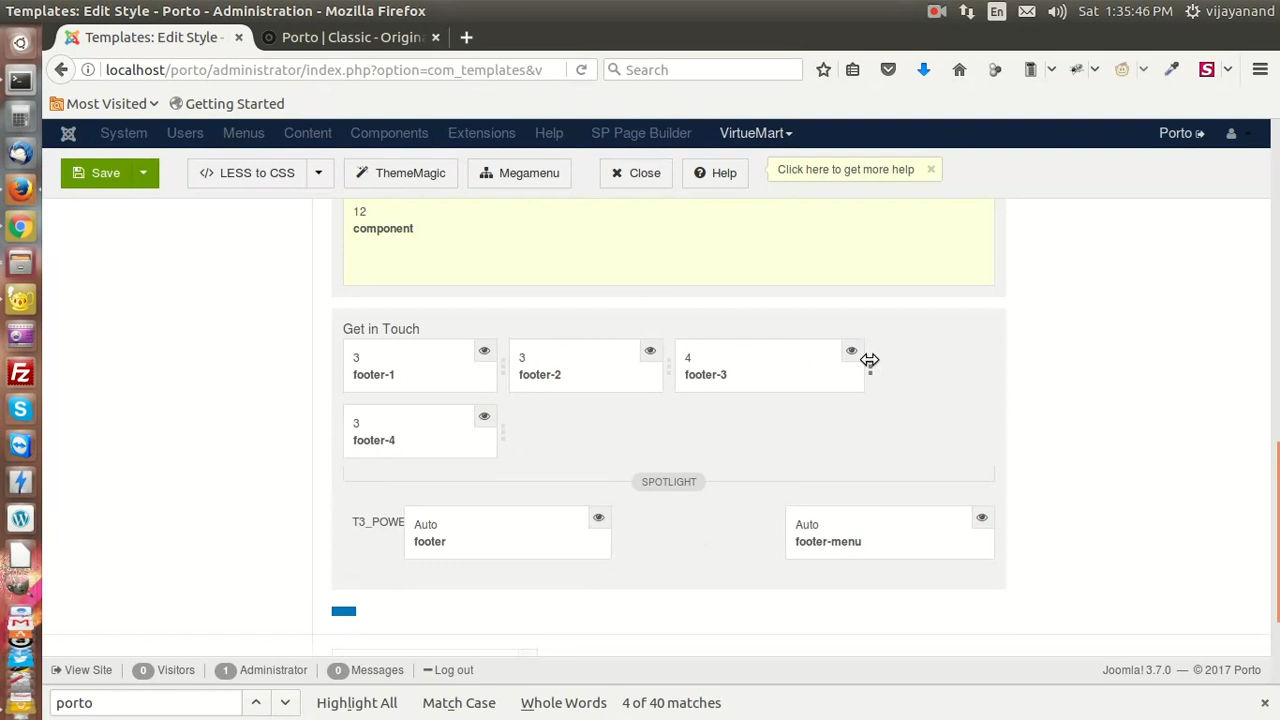 Templates: Edit Style - Porto - Administration - Mozilla Firefox
En
Sat 1:35:46 PM
vijayanand
Templates: Edit Style - ×
Porto | Classic - Origin... ×
localhost/porto/administrator/index.php?option=com_templates&v
Search
Most Visited
Getting Started
System Users Menus Content Components Extensions Help SP Page Builder VirtueMart Porto
Save
LESS to CSS
ThemeMagic
Megamenu
Close
Help
Click here to get more help ×
12
component
Get in Touch
3 3 4
footer-1 footer-2 footer-3
3
footer-4
SPOTLIGHT
T3_POWE
Auto Auto
footer footer-menu
View Site 0 Visitors 1 Administrator 0 Messages Log out Joomla! 3.7.0 — © 2017 Porto
porto Highlight All Match Case Whole Words 4 of 40 matches